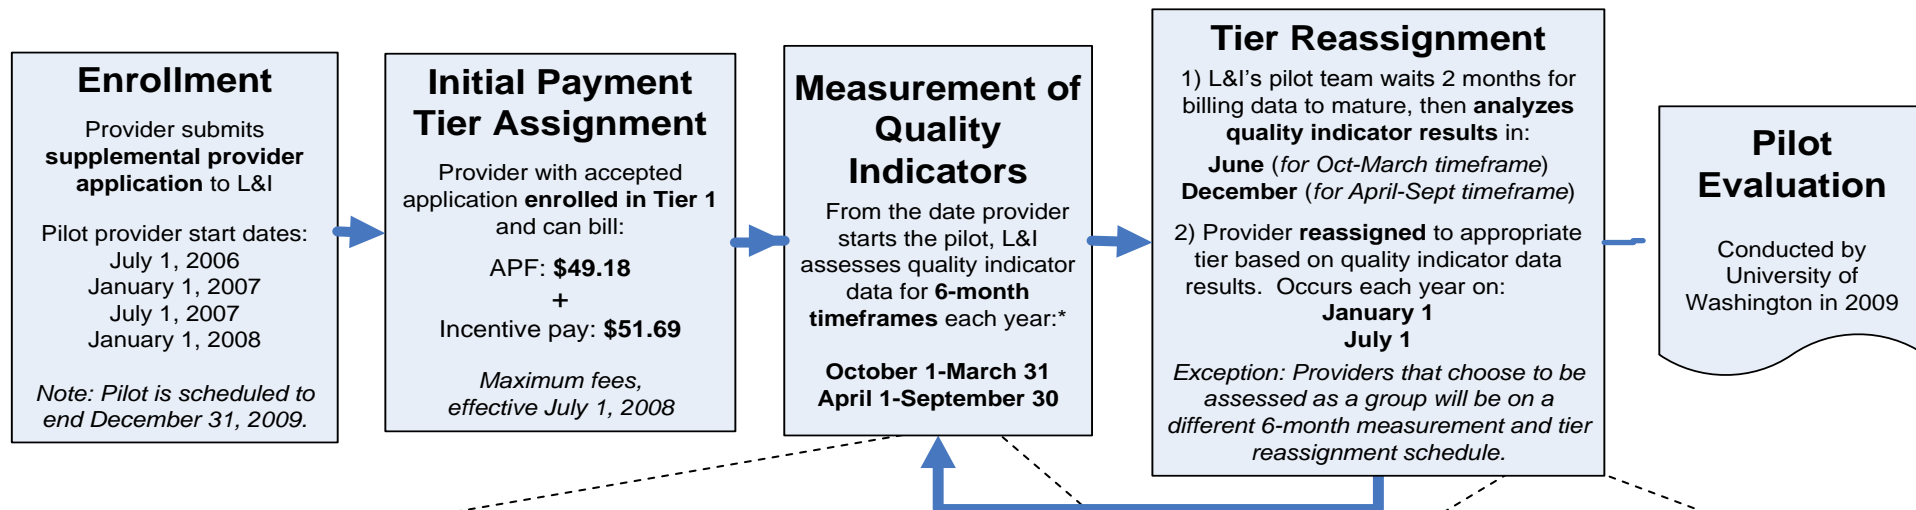 Enrollment
Provider submits
supplemental provider
application to L&I
Pilot provider start dates:
July 1, 2006
January 1, 2007
July 1, 2007
January 1, 2008
Note: Pilot is scheduled to
end December 31, 2009.
Initial Payment
Tier Assignment
Provider with accepted
application enrolled in Tier 1
and can bill:
APF: $49.18
+
Incentive pay: $51.69
Maximum fees,
effective July 1, 2008
Measurement of
Quality
Indicators
From the date provider
starts the pilot, L&I
assesses quality indicator
data for 6-month
timeframes each year:*
October 1-March 31
April 1-September 30
Tier Reassignment
1) L&I’s pilot team waits 2 months for
billing data to mature, then analyzes
quality indicator results in:
June (for Oct-March timeframe)
December (for April-Sept timeframe)
2) Provider reassigned to appropriate
tier based on quality indicator data
results.  Occurs each year on:
January 1
July 1
Exception: Providers that choose to be
assessed as a group will be on a
different 6-month measurement and tier
reassignment schedule.
Pilot
Evaluation
Conducted by
University of
Washington in 2009